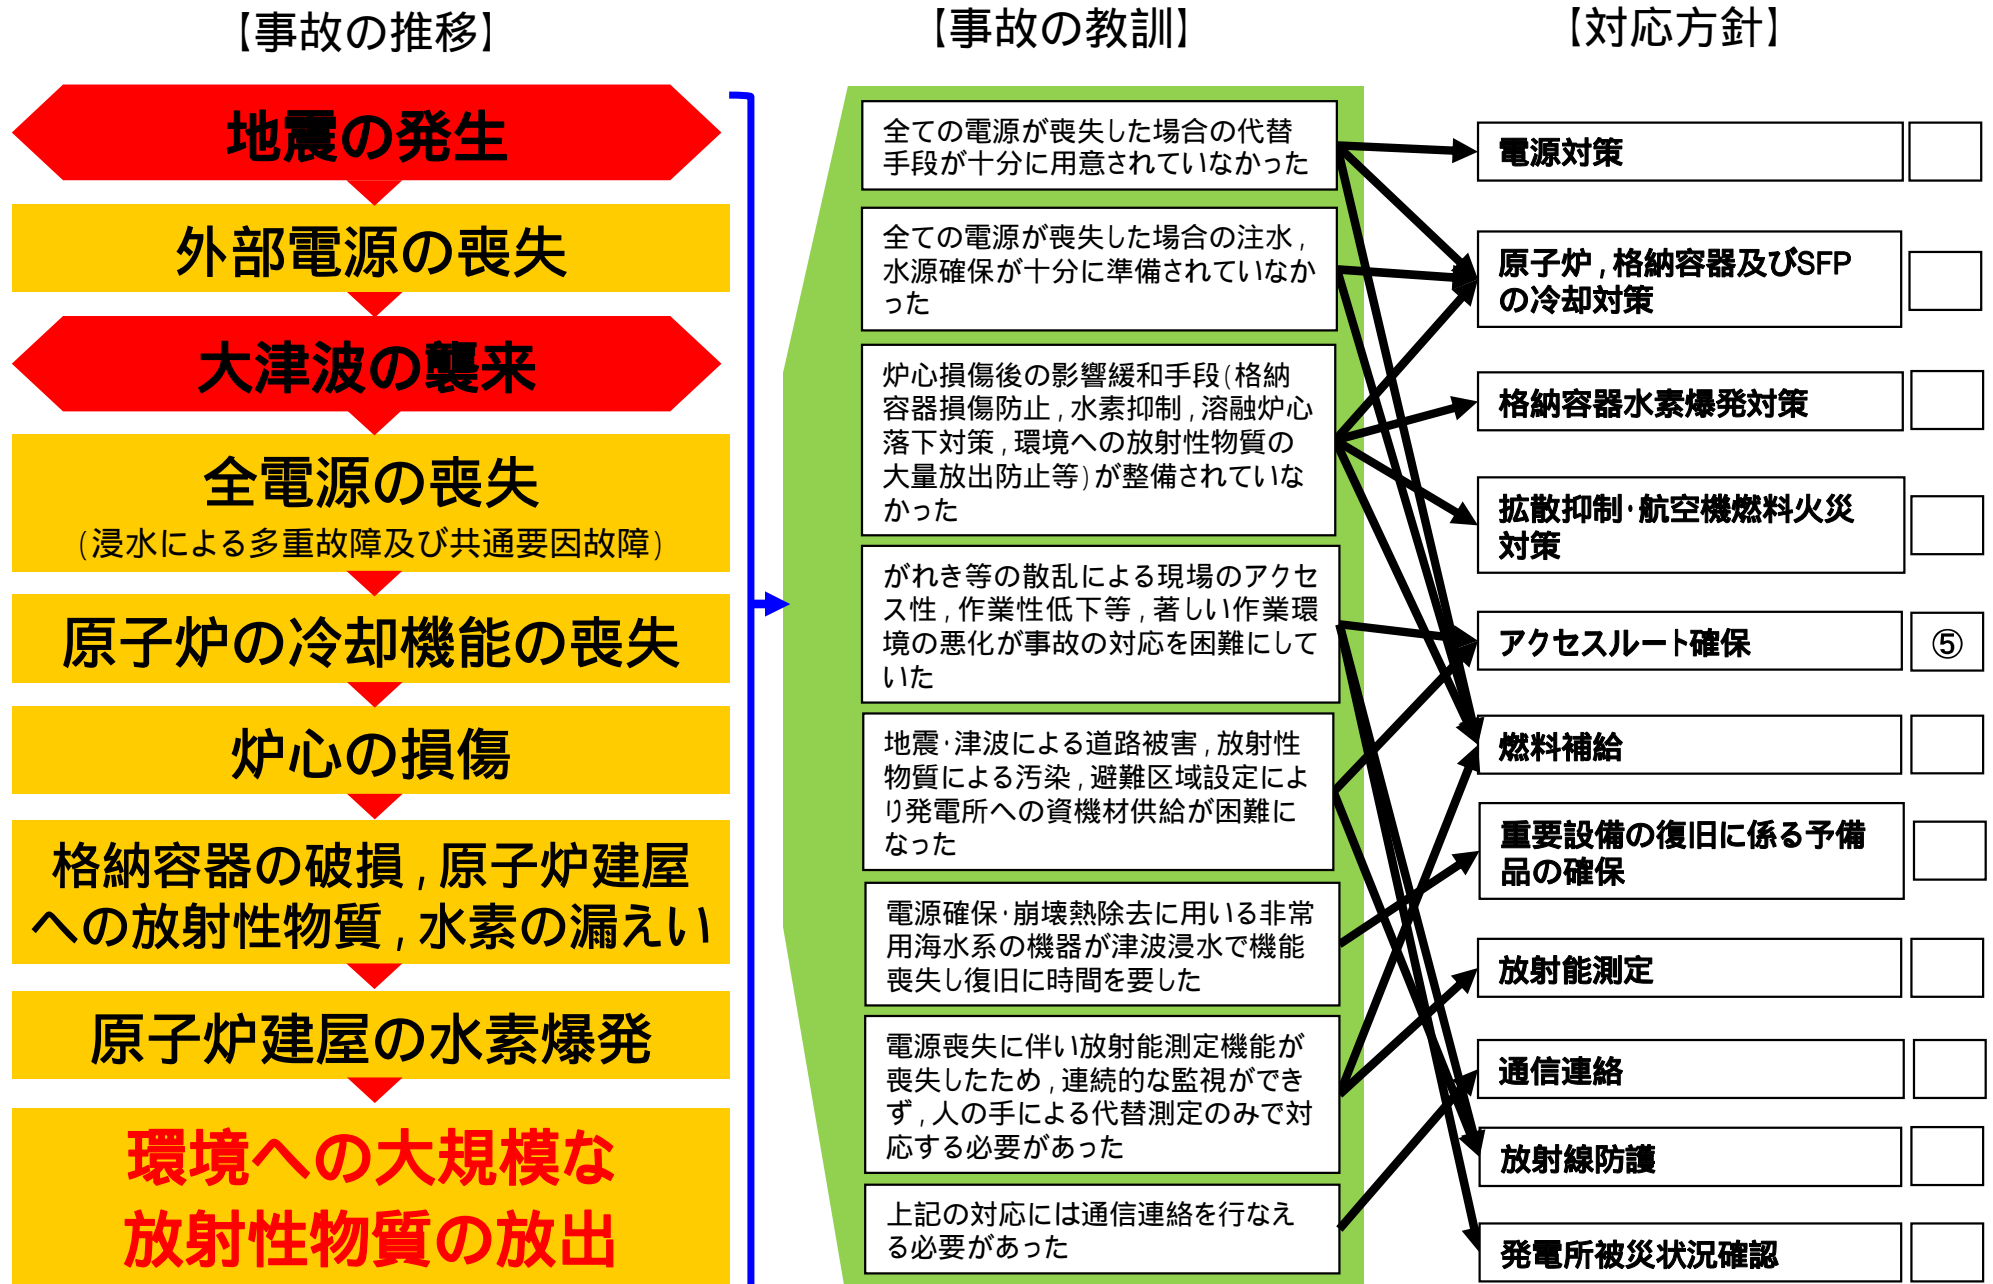 【事故の推移】
地震の発生
外部電源の喪失
大津波の襲来
全電源の喪失
(浸水による多重故障及び共通要因故障)
原子炉の冷却機能の喪失
炉心の損傷
格納容器の破損,原子炉建屋
への放射性物質,水素の漏えい
原子炉建屋の水素爆発
環境への大規模な
放射性物質の放出
【事故の教訓】
全ての電源が喪失した場合の代替
手段が十分に用意されていなかった
全ての電源が喪失した場合の注水,
水源確保が十分に準備されていなか
った
炉心損傷後の影響緩和手段(格納
容器損傷防止,水素抑制,溶融炉心
落下対策,環境への放射性物質の
大量放出防止等)が整備されていな
かった
がれき等の散乱による現場のアクセ
ス性,作業性低下等,著しい作業環
境の悪化が事故の対応を困難にして
いた
地震・津波による道路被害,放射性
物質による汚染,避難区域設定によ
り発電所への資機材供給が困難に
なった
電源確保・崩壊熱除去に用いる非常
用海水系の機器が津波浸水で機能
喪失し復旧に時間を要した
電源喪失に伴い放射能測定機能が
喪失したため,連続的な監視ができ
ず,人の手による代替測定のみで対
応する必要があった
上記の対応には通信連絡を行なえ
る必要があった
【対応方針】
電源対策
原子炉,格納容器及びSFP
の冷却対策
格納容器水素爆発対策
拡散抑制・航空機燃料火災
対策
アクセスルート確保
⑤
燃料補給
重要設備の復旧に係る予備
品の確保
放射能測定
通信連絡
放射線防護
発電所被災状況確認